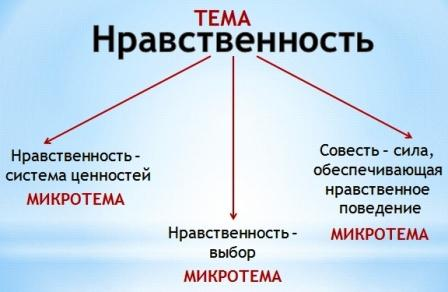 ТЕМА
Нравственность
Нравственность –
система ценностей
МИКРОТЕМА
Нравственность –
выбор
МИКРОТЕМА
Совесть – сила,
обеспечивающая
нравственное
поведение
МИКРОТЕМА